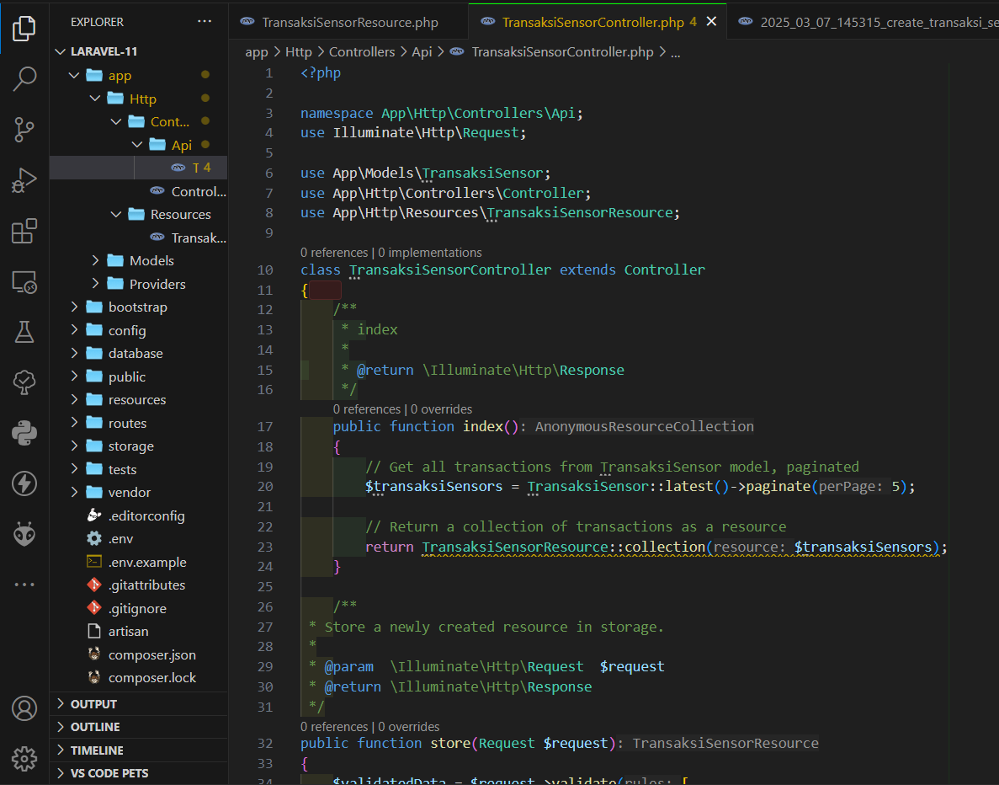 EXPLORER
LARAVEL-11
app
Http
Cont...
Api
T 4
Control...
Resources
Transak...
Models
Providers
bootstrap
config
database
public
resources
routes
storage
tests
vendor
.editorconfig
.env
.env.example
.gitattributes
.gitignore
artisan
composer.json
composer.lock
OUTPUT
OUTLINE
TIMELINE
VS CODE PETS
TransaksiSensorResource.php
TransaksiSensorController.php 4
2025_03_07_145315_create_transaksi_se
app > Http > Controllers > Api > TransaksiSensorController.php > ...
1 <?php
2
3 namespace App\Http\Controllers\Api;
4 use Illuminate\Http\Request;
5
6 use App\Models\TransaksiSensor;
7 use App\Http\Controllers\Controller;
8 use App\Http\Resources\TransaksiSensorResource;
9
0 references | 0 implementations
10 class TransaksiSensorController extends Controller
11 {
12 /**
13 * index
14 *
15 * @return \Illuminate\Http\Response
16 */
0 references | 0 overrides
17 public function index(): AnonymousResourceCollection
18 {
19 // Get all transactions from TransaksiSensor model, paginated
20 $transaksiSensors = TransaksiSensor::latest()->paginate(perPage: 5);
21
22 // Return a collection of transactions as a resource
23 return TransaksiSensorResource::collection(resource: $transaksiSensors);
24 }
25
26 /**
27 * Store a newly created resource in storage.
28 *
29 * @param  \Illuminate\Http\Request  $request
30 * @return \Illuminate\Http\Response
31 */
0 references | 0 overrides
32 public function store(Request $request): TransaksiSensorResource
33 {
34 $validatedData = $request->validate(rules: [